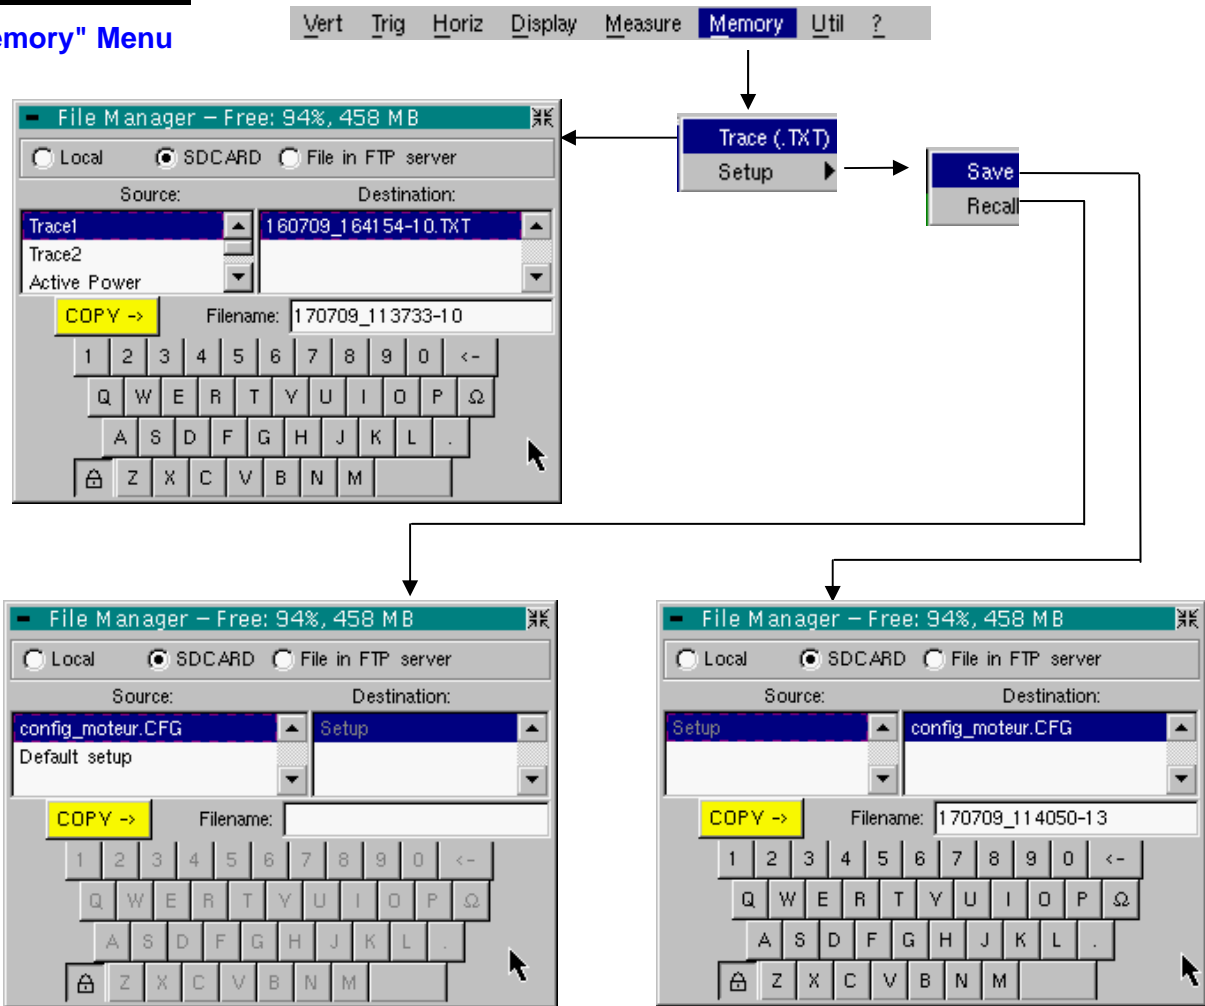 emory" Menu
Vert Trig Horiz Display Measure Memory Util ?
File Manager – Free: 94%, 458 MB
Local SDCARD File in FTP server
Source: Destination:
Trace1 160709_164154-10.TXT
Trace2
Active Power
COPY -> Filename: 170709_113733-10
1 2 3 4 5 6 7 8 9 0 <-
Q W E R T Y U I O P Ω
A S D F G H J K L .
Z X C V B N M
Trace (.TXT)
Setup
Save
Recall
File Manager – Free: 94%, 458 MB
Local SDCARD File in FTP server
Source: Destination:
config_moteur.CFG Setup
Default setup
COPY -> Filename:
1 2 3 4 5 6 7 8 9 0 <-
Q W E R T Y U I O P Ω
A S D F G H J K L .
Z X C V B N M
File Manager – Free: 94%, 458 MB
Local SDCARD File in FTP server
Source: Destination:
Setup config_moteur.CFG
COPY -> Filename: 170709_114050-13
1 2 3 4 5 6 7 8 9 0 <-
Q W E R T Y U I O P Ω
A S D F G H J K L .
Z X C V B N M